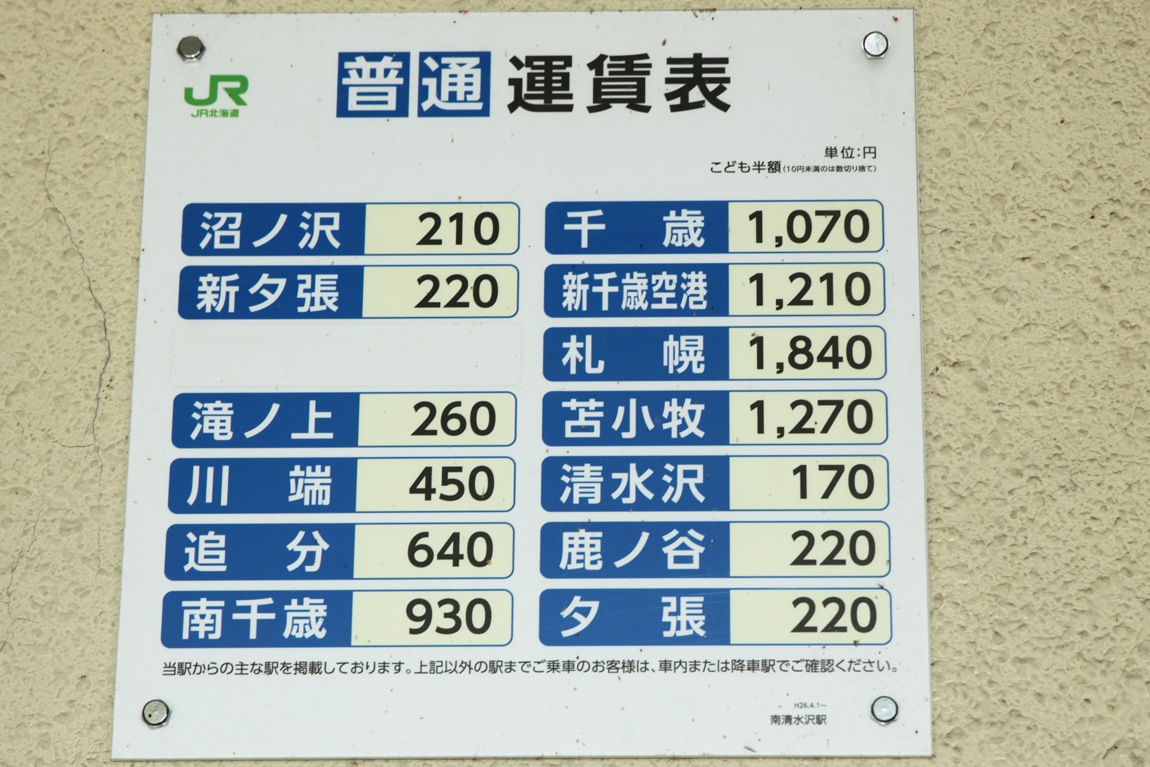 JR
JR北海道
普通 運賃表
単位:円
こども半額(10円未満のは数切り捨て)
沼ノ沢 210
新夕張 220
滝ノ上 260
川端 450
追分 640
南千歳 930
千歳 1,070
新千歳空港 1,210
札幌 1,840
苫小牧 1,270
清水沢 170
鹿ノ谷 220
夕張 220
当駅からの主な駅を掲載しております。上記以外の駅までご乗車のお客様は、車内または降車駅でご確認ください。
H26.4.1~
南清水沢駅